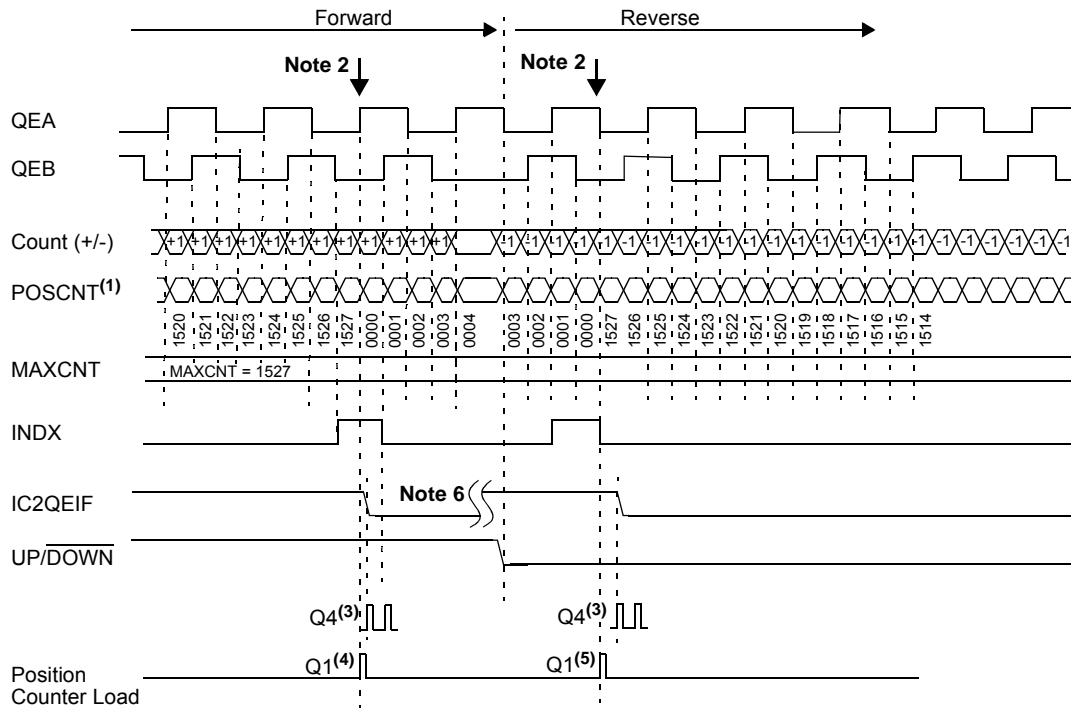 Forward Reverse
Note 2 Note 2
QEA
QEB
Count (+/-) +1 +1 +1 +1 +1 +1 +1 +1 +1 +1 +1 +1 -1 -1 -1 -1 -1 -1 -1 -1 -1 -1 -1 -1 -1 -1 -1 -1 -1 -1 -1 -1 -1 -1 -1 -1
POSCNT(1)
1520 1521 1522 1523 1524 1525 1526 1527 0000 0001 0002 0003 0004 0003 0002 0001 0000 1527 1526 1525 1524 1523 1522 1521 1520 1519 1518 1517 1516 1515 1514
MAXCNT MAXCNT = 1527
INDX
IC2QEIF Note 6
UP/DOWN
Q4(3) Q4(3)
Q1(4) Q1(5)
Position
Counter Load